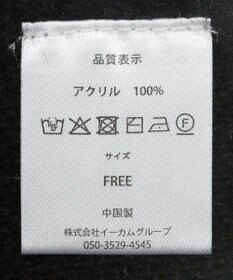 品質表示
アクリル 100%
F
サイズ
FREE
中国製
株式会社イーカムグループ
050-3529-4545